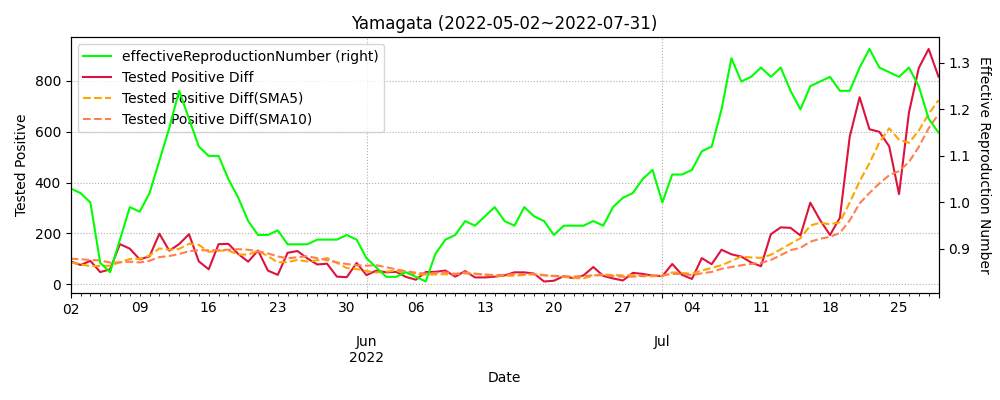 Yamagata (2022-05-02~2022-07-31)
effectiveReproductionNumber (right)
Tested Positive Diff
Tested Positive Diff(SMA5)
Tested Positive Diff(SMA10)
Tested Positive
800
600
400
200
0
Effective Reproduction Number
1.3
1.2
1.1
1.0
0.9
02 09 16 23 30 06 13 20 27 04 11 18 25
Jun Jul
2022
Date